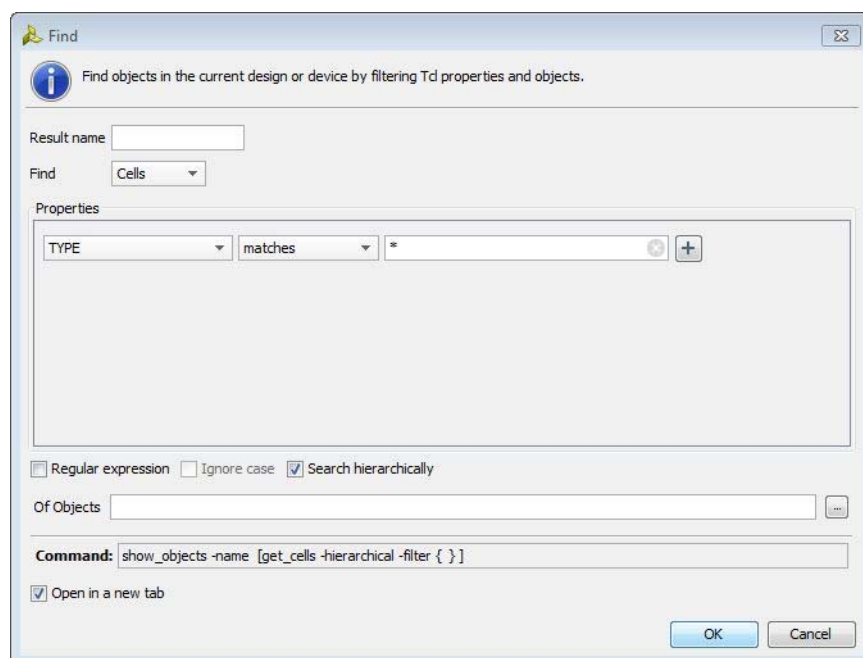 Find
Find objects in the current design or device by filtering Tcl properties and objects.
Result name
Find Cells
Properties
TYPE matches * +
Regular expression Ignore case Search hierarchically
Of Objects ...
Command: show_objects -name [get_cells -hierarchical -filter { } ]
Open in a new tab
OK Cancel